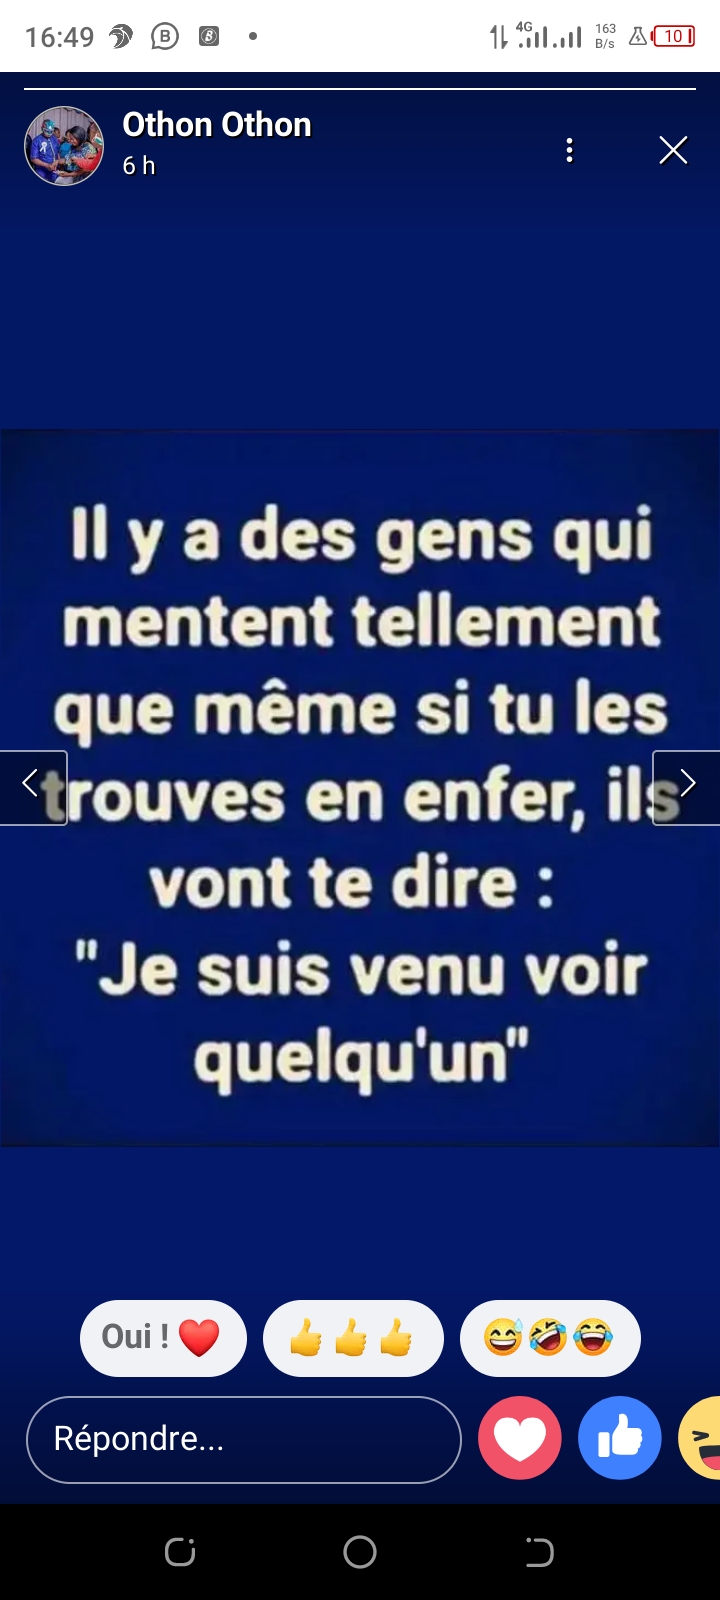 16:49
4G
163
B/s
10
Othon Othon
6 h
Il y a des gens qui
mentent tellement
que même si tu les
trouves en enfer, ils
vont te dire :
"Je suis venu voir
quelqu'un"
Oui ! ❤️
👍👍👍
😅🤣😂
Répondre...